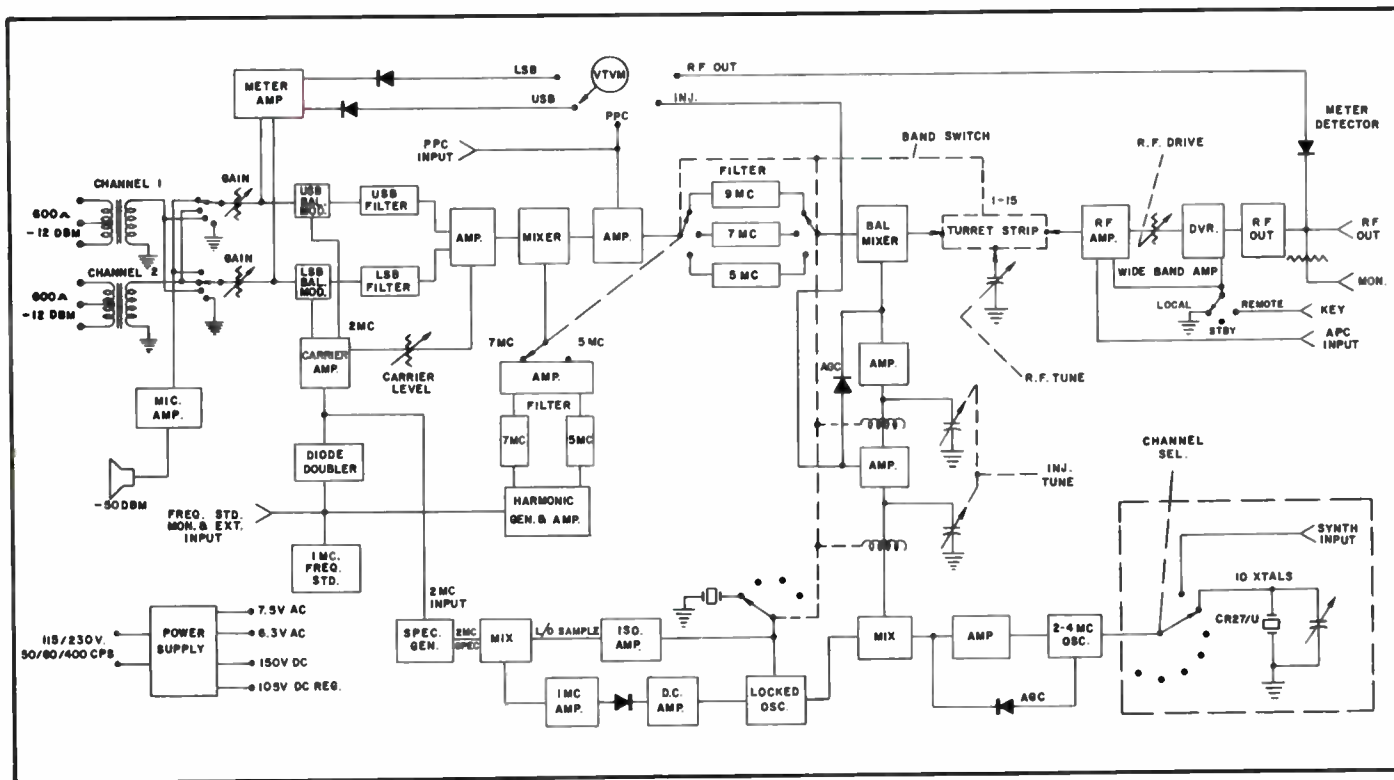 LSB
VTVM
RF OUT
METER
AMP
USB
INJ.
PPC
METER
DETECTOR
PPC
INPUT
BAND SWITCH
R.F. DRIVE
CHANNEL 1
GAIN
USB
BAL.
MOD.
USB
FILTER
FILTER
9 MC
1-15
600Ω
-12 DBM
AMP.
MIXER
AMP.
7 MC
BAL
MIXER
TURRET STRIP
RF
AMP.
DVR.
RF
OUT
RF
OUT
CHANNEL 2
GAIN
LSB
BAL.
MOD.
LSB
FILTER
5 MC
WIDE BAND AMP
MON.
600Ω
-12 DBM
2MC
LOCAL
REMOTE
KEY
STBY
CARRIER
AMP.
CARRIER
LEVEL
7MC
5 MC
AMP.
AGC
AMP.
APC
INPUT
R.F. TUNE
MIC.
AMP.
FILTER
7MC
5MC
DIODE
DOUBLER
AMP.
CHANNEL
SEL.
-50DBM
INJ.
TUNE
FREQ. STD.
MON. & EXT.
INPUT
HARMONIC
GEN. & AMP.
SYNTH
INPUT
1 MC.
FREQ.
STD.
2MC
INPUT
10 XTALS
CR27/U
115/230V.
50/60/400 CPS
POWER
SUPPLY
7.5V AC
6.3V AC
150V DC
105V DC REG.
SPEC.
GEN.
2MC
SPEC
MIX
L/O SAMPLE
ISO.
AMP.
MIX
AMP
2-4 MC
OSC.
1MC
AMP.
D.C.
AMP.
LOCKED
OSC.
AGC